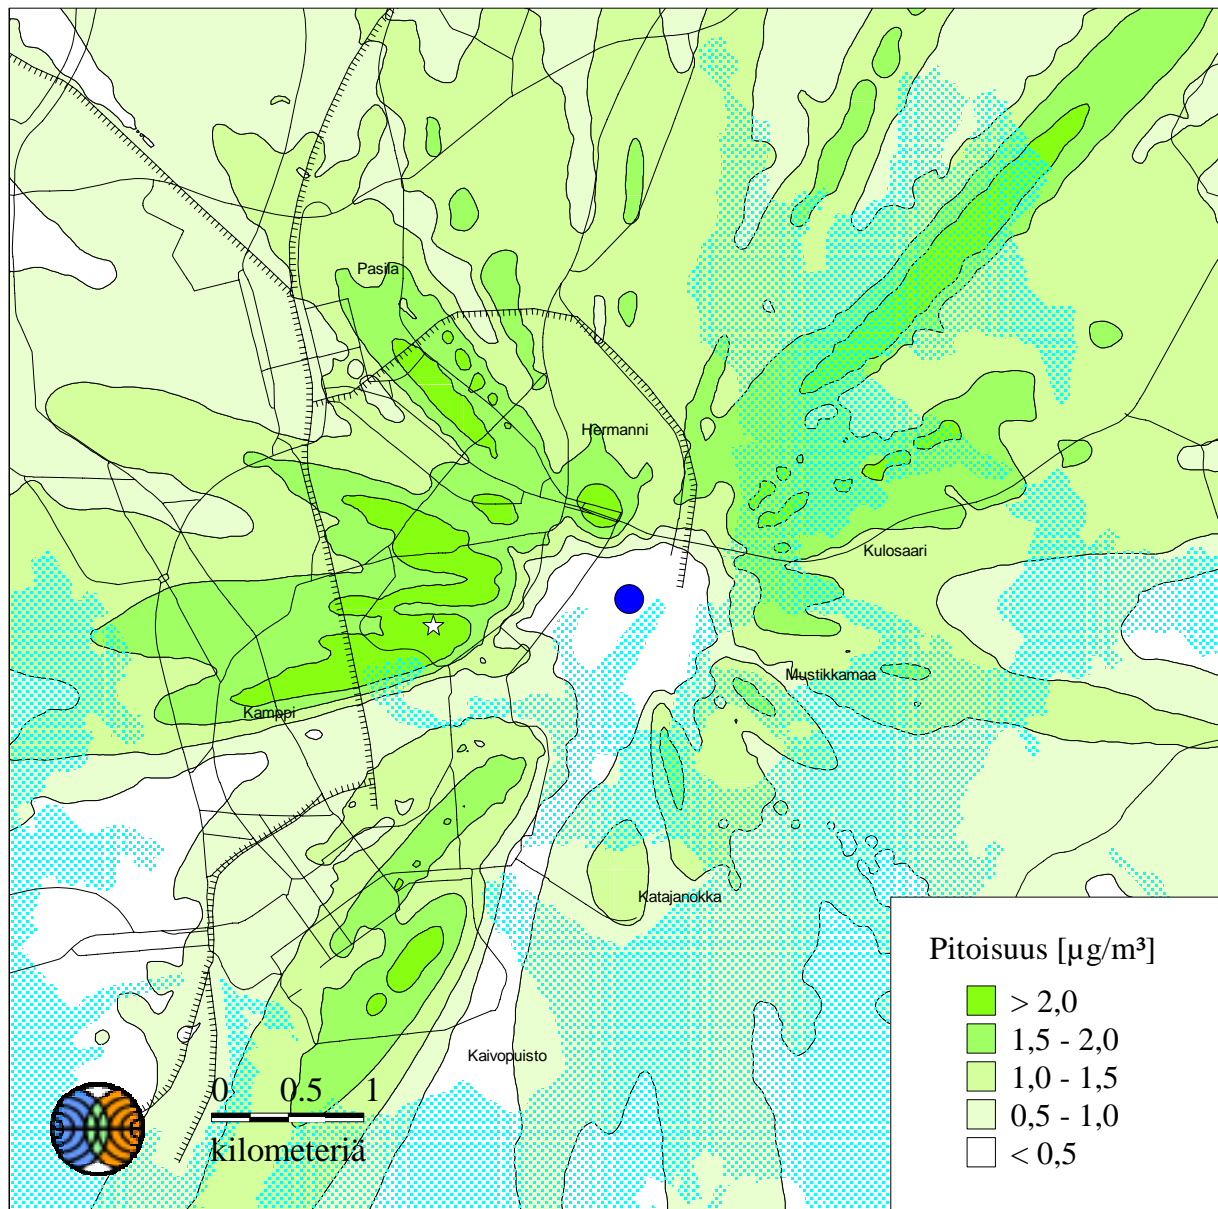 Pasila
Hermanni
Kulosaari
Mustikkamaa
Kamppi
Katajanokka
Kaivopuisto
0 0.5 1
kilometeriä
Pitoisuus [µg/m³]
> 2,0
1,5 - 2,0
1,0 - 1,5
0,5 - 1,0
< 0,5